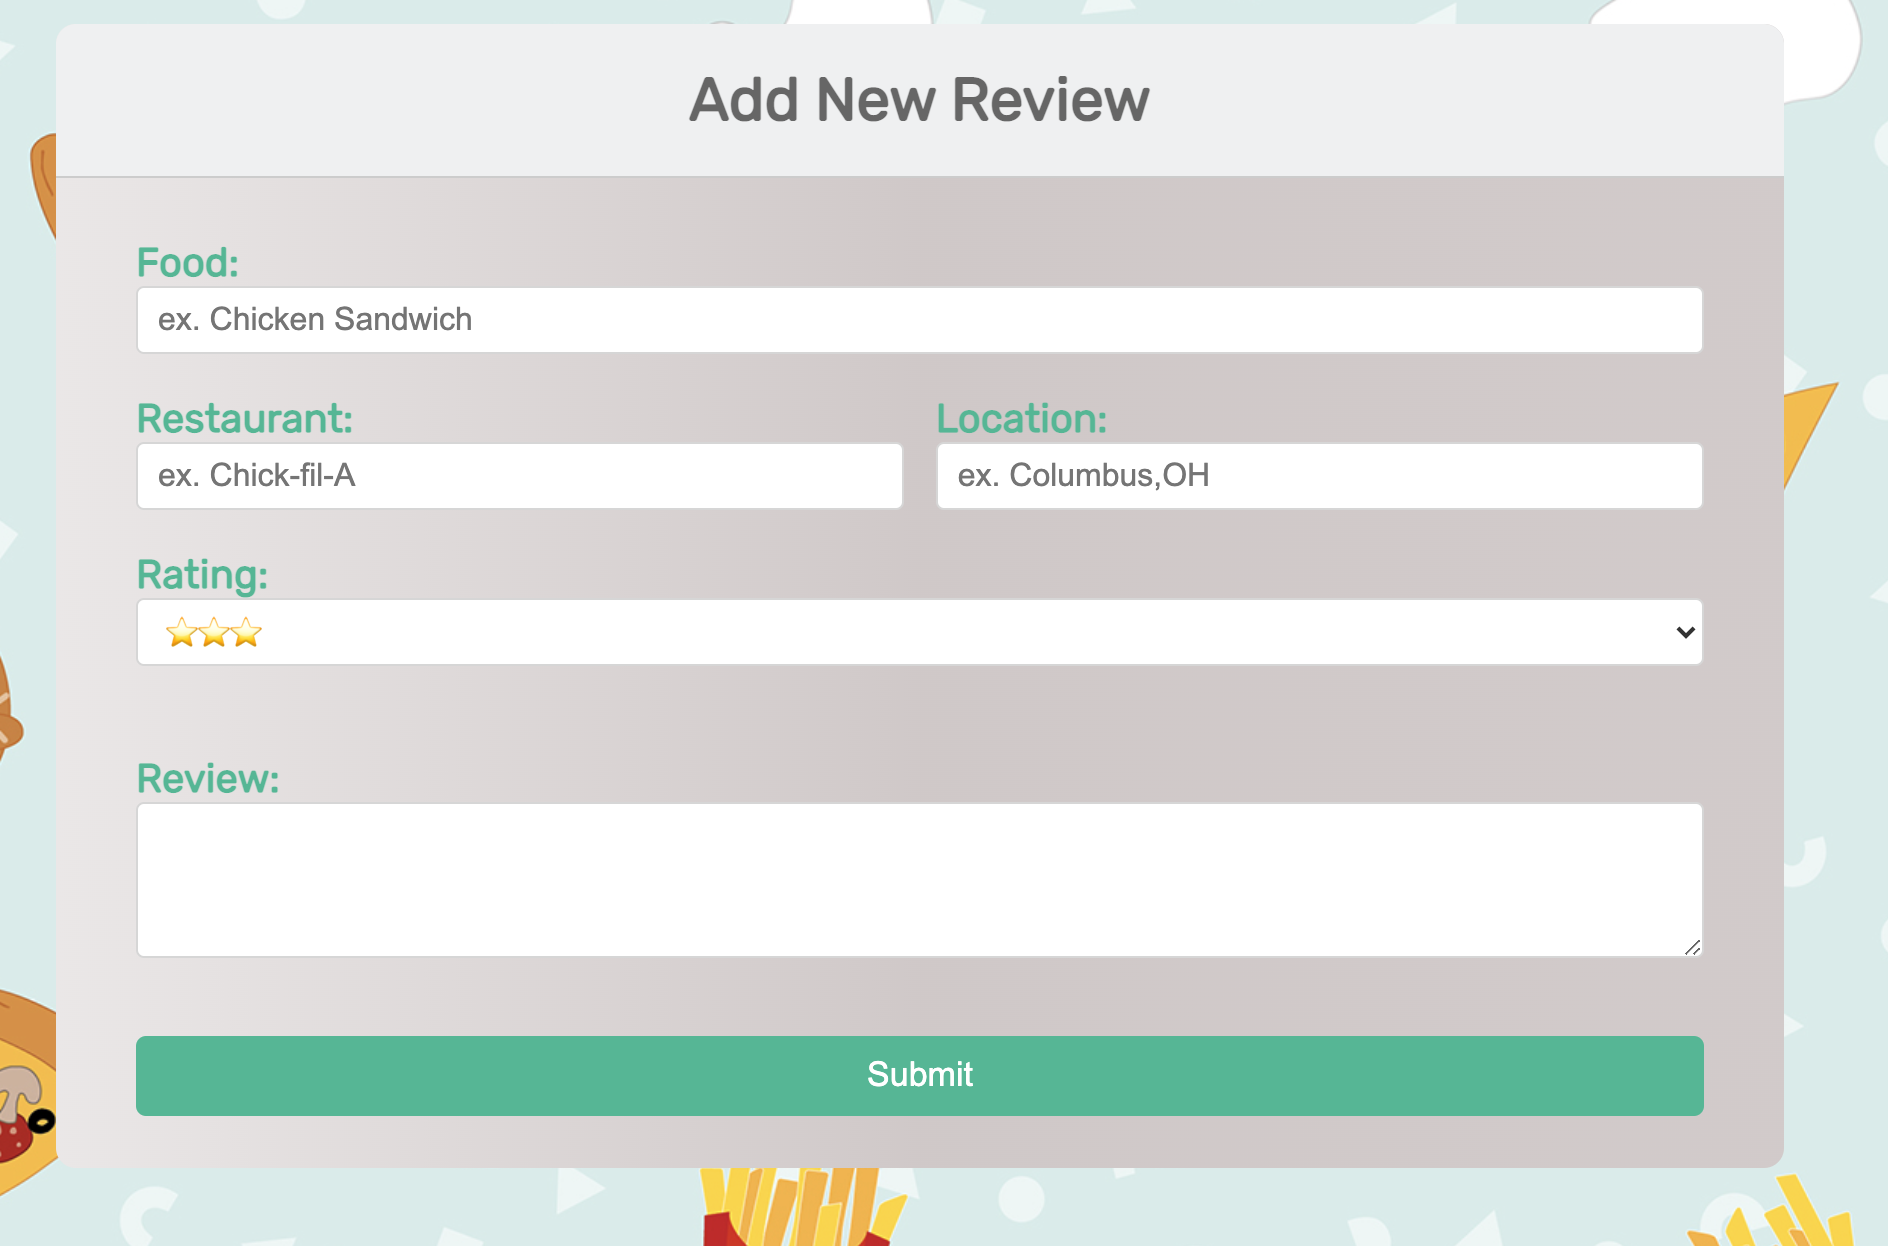 Add New Review
Food:
ex. Chicken Sandwich
Restaurant:
Location:
ex. Chick-fil-A
ex. Columbus,OH
Rating:
⭐⭐⭐
Review:
Submit